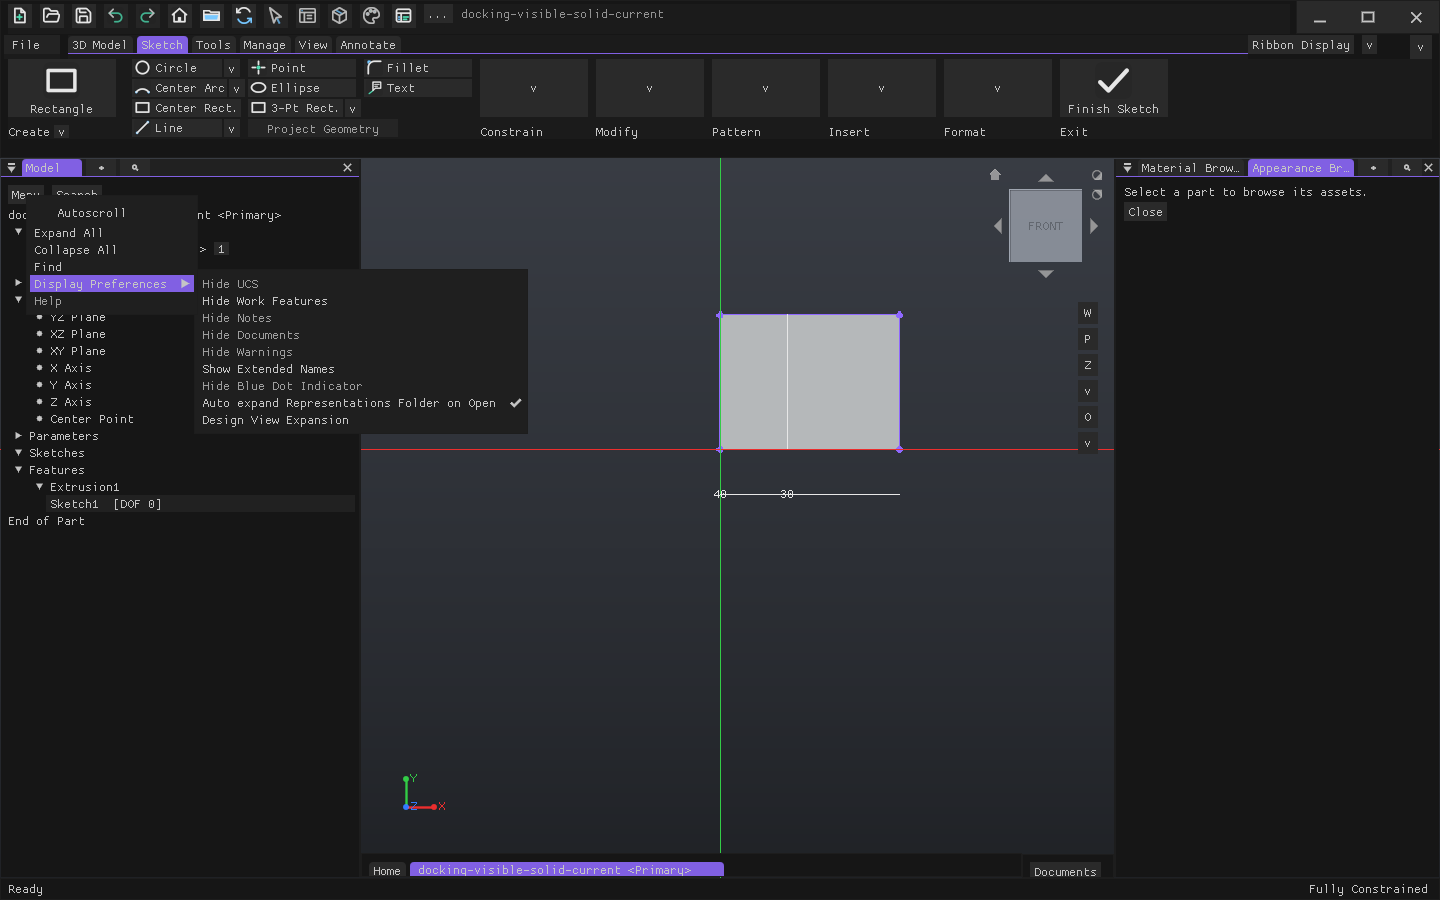 ... docking-visible-solid-current
File 3D Model Sketch Tools Manage View Annotate Ribbon Display v v
Circle v Point Fillet
Center Arc v Ellipse Text
Rectangle Center Rect. 3-Pt Rect. v Finish Sketch
v v v v v
Create v Line v Project Geometry Constrain Modify Pattern Insert Format Exit
Model
Material Brow… Appearance Br…
Menu Search
Select a part to browse its assets.
Close
nt <Primary>
Autoscroll
Expand All
Collapse All
> 1
Find
Display Preferences
Help
Hide UCS
Hide Work Features
Hide Notes
Hide Documents
Hide Warnings
Show Extended Names
Hide Blue Dot Indicator
Auto expand Representations Folder on Open
Design View Expansion
YZ Plane
XZ Plane
XY Plane
X Axis
Y Axis
Z Axis
Center Point
Parameters
Sketches
Features
Extrusion1
Sketch1 [DOF 0]
End of Part
FRONT
W
P
Z
v
O
v
40 30
Y
Z X
Home docking-visible-solid-current <Primary> Documents
Ready Fully Constrained